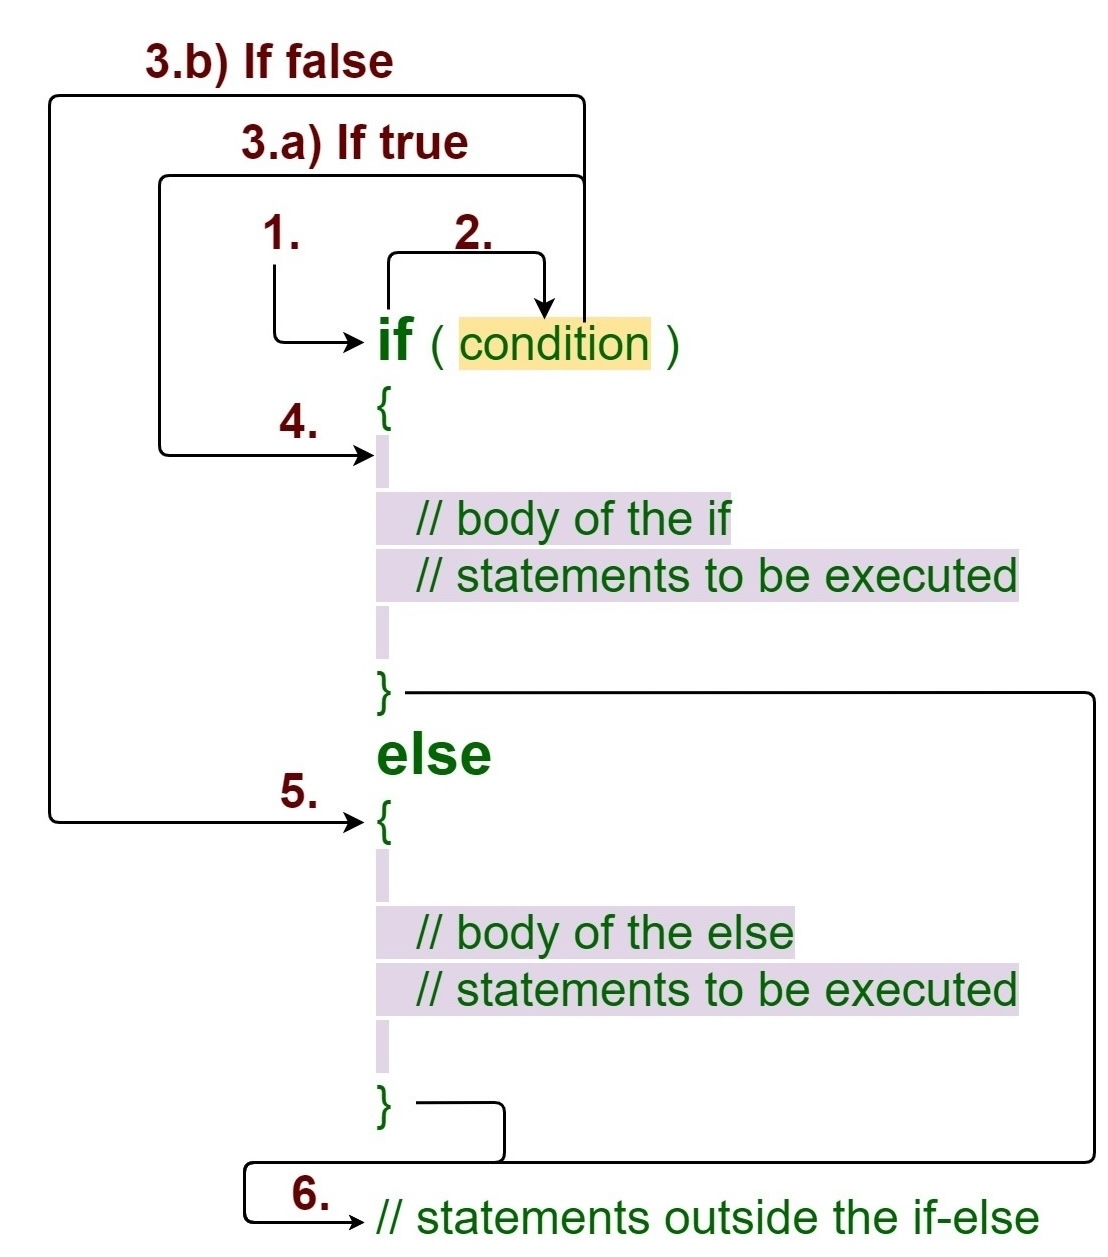 3.b) If false
3.a) If true
1.
2.
if ( condition )
{
4.
// body of the if
// statements to be executed
}
else
5.
{
// body of the else
// statements to be executed
}
6.
// statements outside the if-else